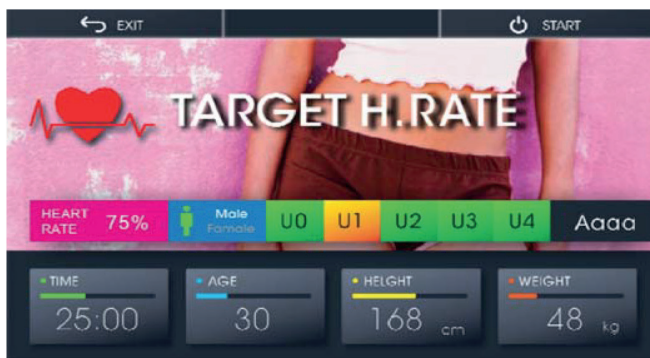 EXIT
START
TARGET H.RATE
HEART RATE 75% Male Famale U0 U1 U2 U3 U4 Aaaa
TIME
25:00
AGE
30
HELGHT
168 cm
WEIGHT
48 kg